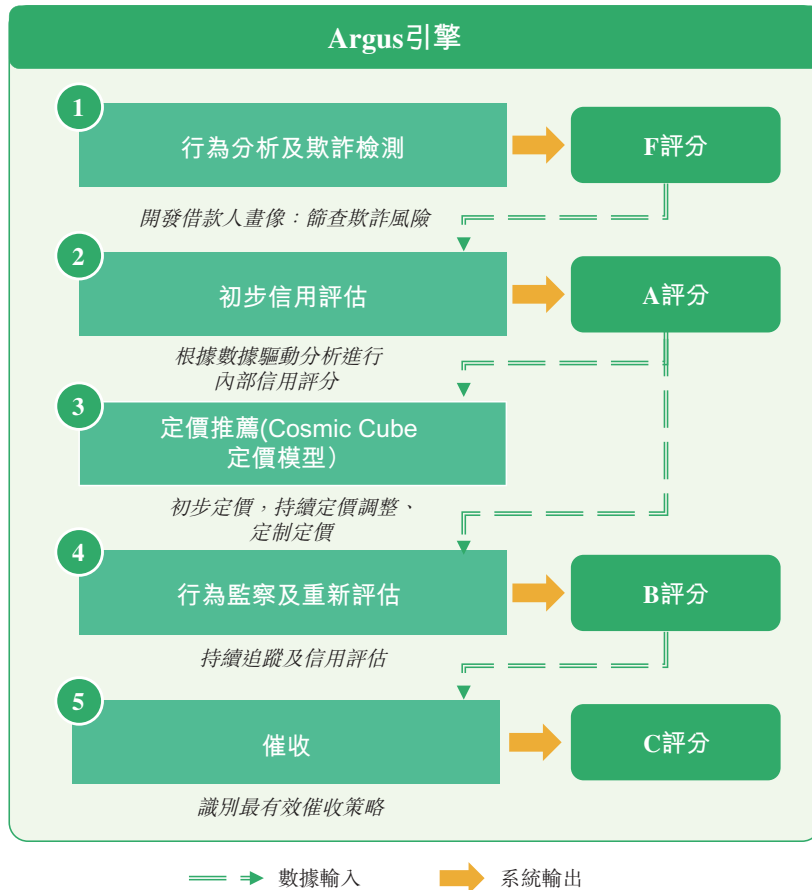 Argus引擎
1
行為分析及欺詐檢測
F評分
開發借款人畫像：篩查欺詐風險
2
初步信用評估
A評分
根據數據驅動分析進行
內部信用評分
3
定價推薦(Cosmic Cube
定價模型）
初步定價，持續定價調整、
定制定價
4
行為監察及重新評估
B評分
持續追蹤及信用評估
5
催收
C評分
識別最有效催收策略
數據輸入
系統輸出